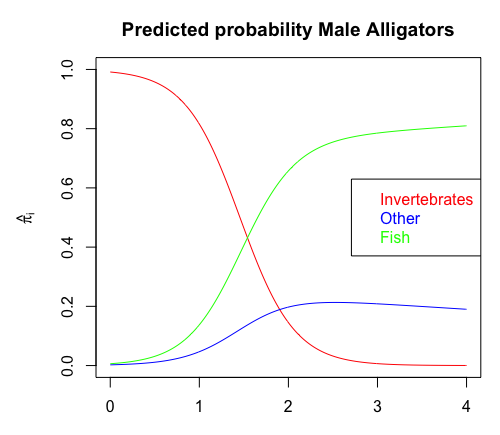 Predicted probability Male Alligators
1.0
0.8
0.6
0.4
0.2
0.0
π̂i
Invertebrates
Other
Fish
0 1 2 3 4